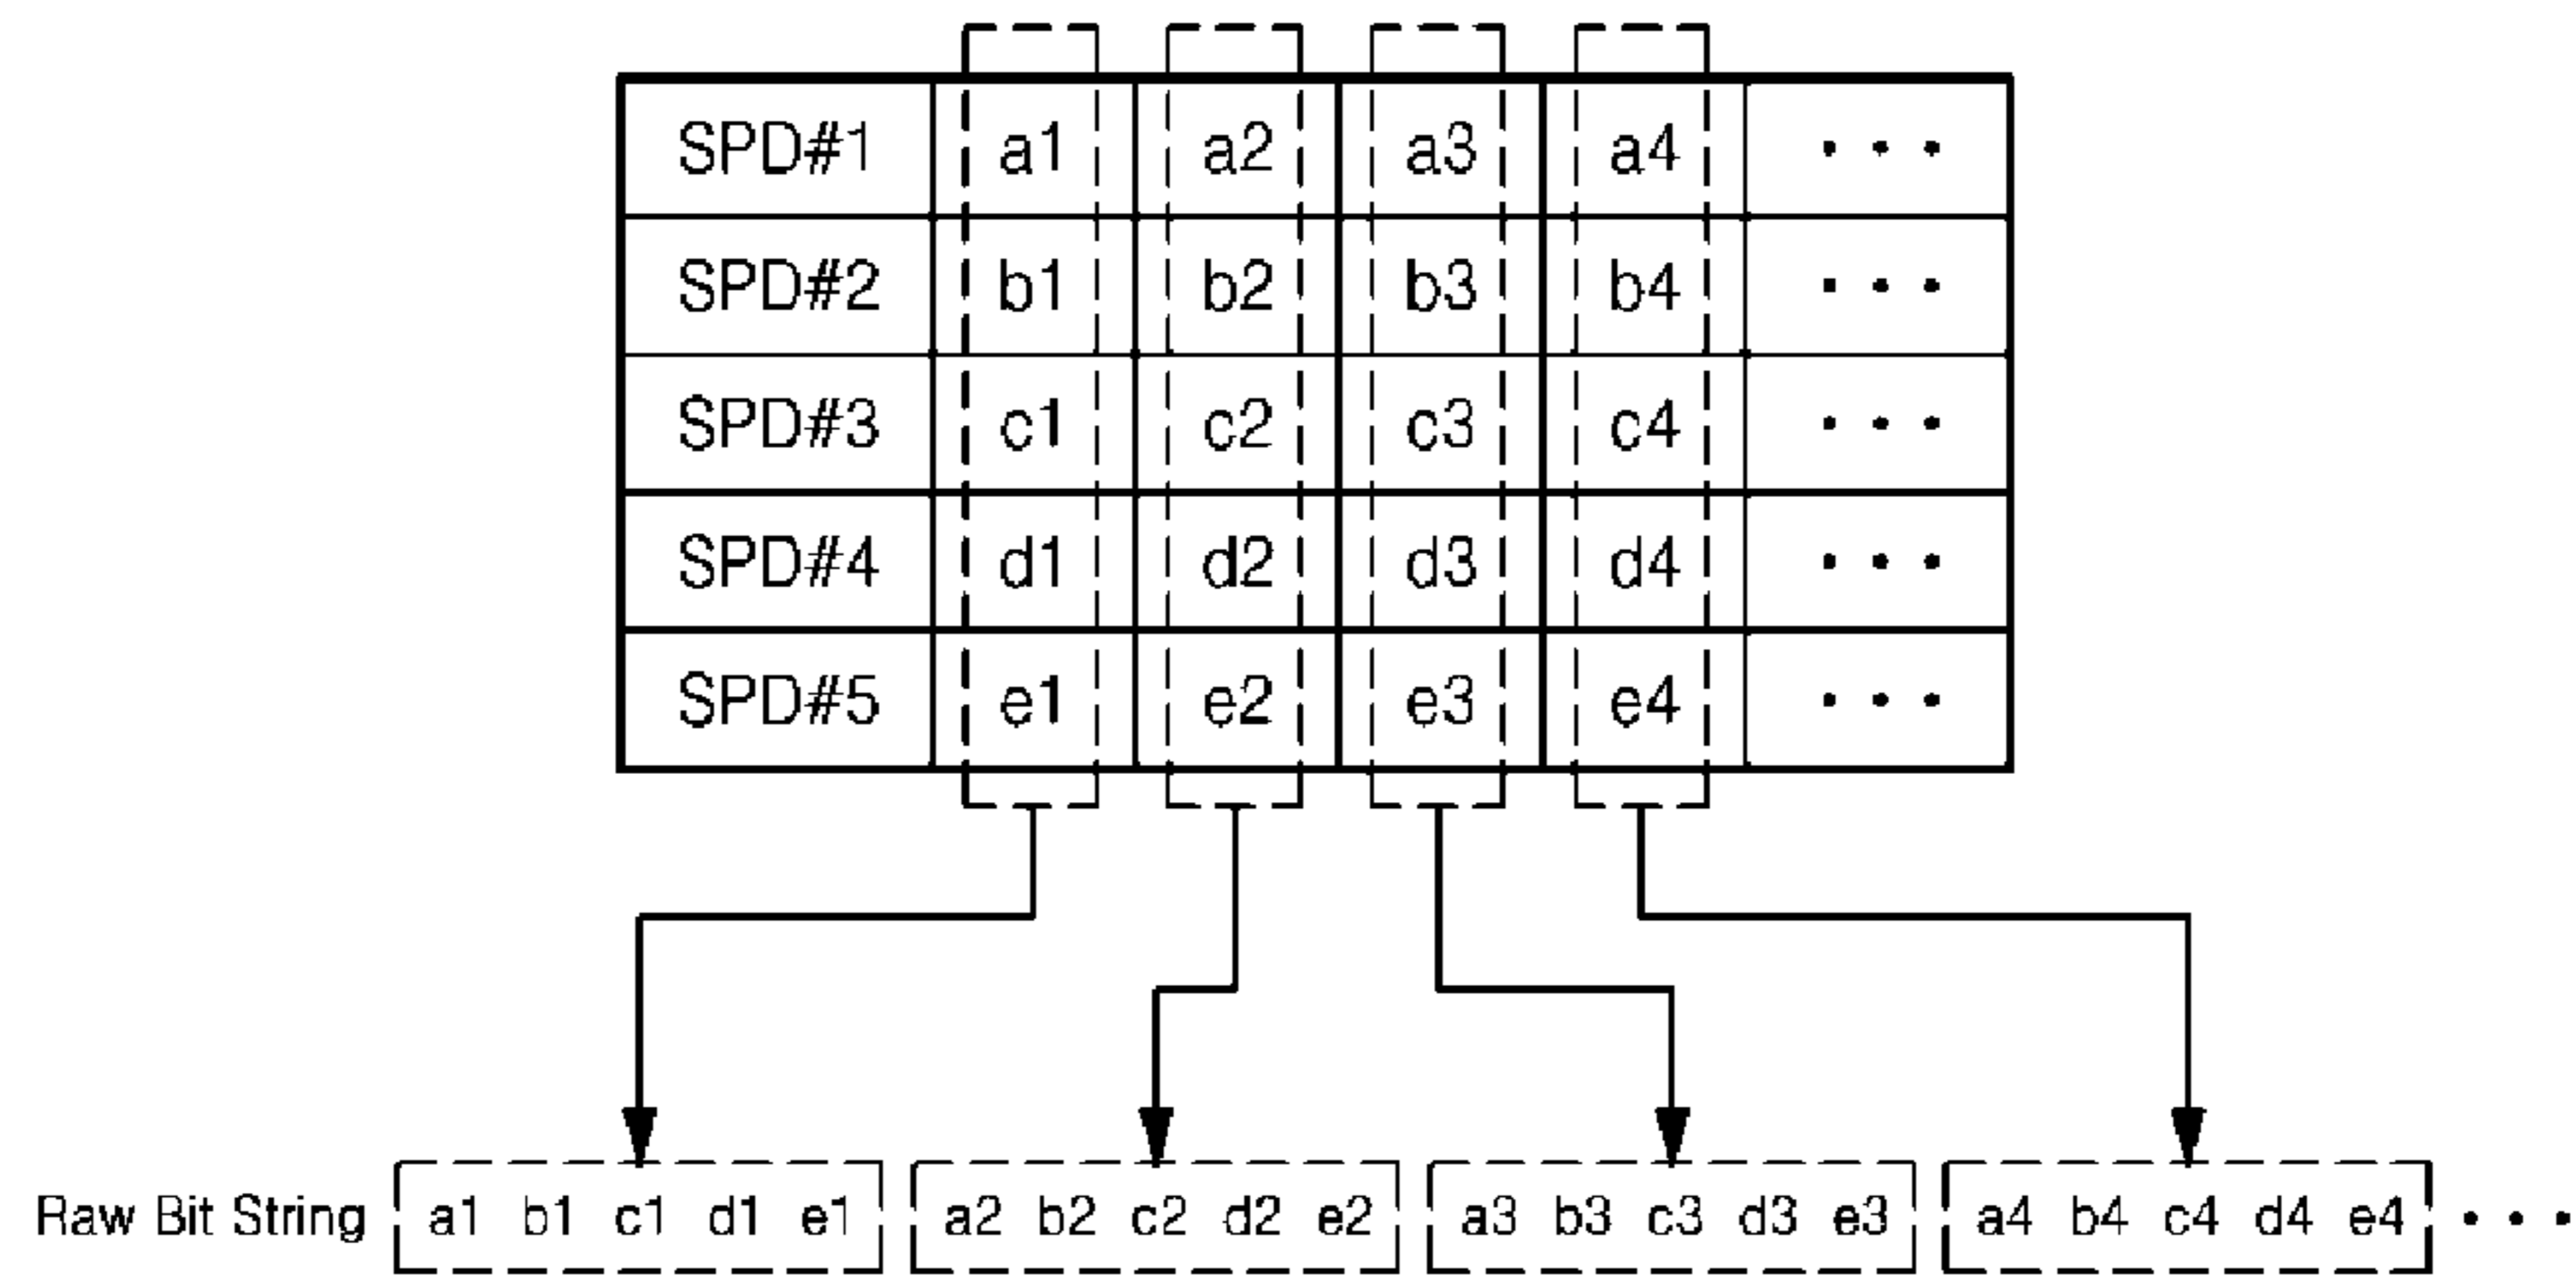 SPD#1 a1 a2 a3 a4 • • •
SPD#2 b1 b2 b3 b4 • • •
SPD#3 c1 c2 c3 c4 • • •
SPD#4 d1 d2 d3 d4 • • •
SPD#5 e1 e2 e3 e4 • • •
Raw Bit String a1 b1 c1 d1 e1 a2 b2 c2 d2 e2 a3 b3 c3 d3 e3 a4 b4 c4 d4 e4 • • •